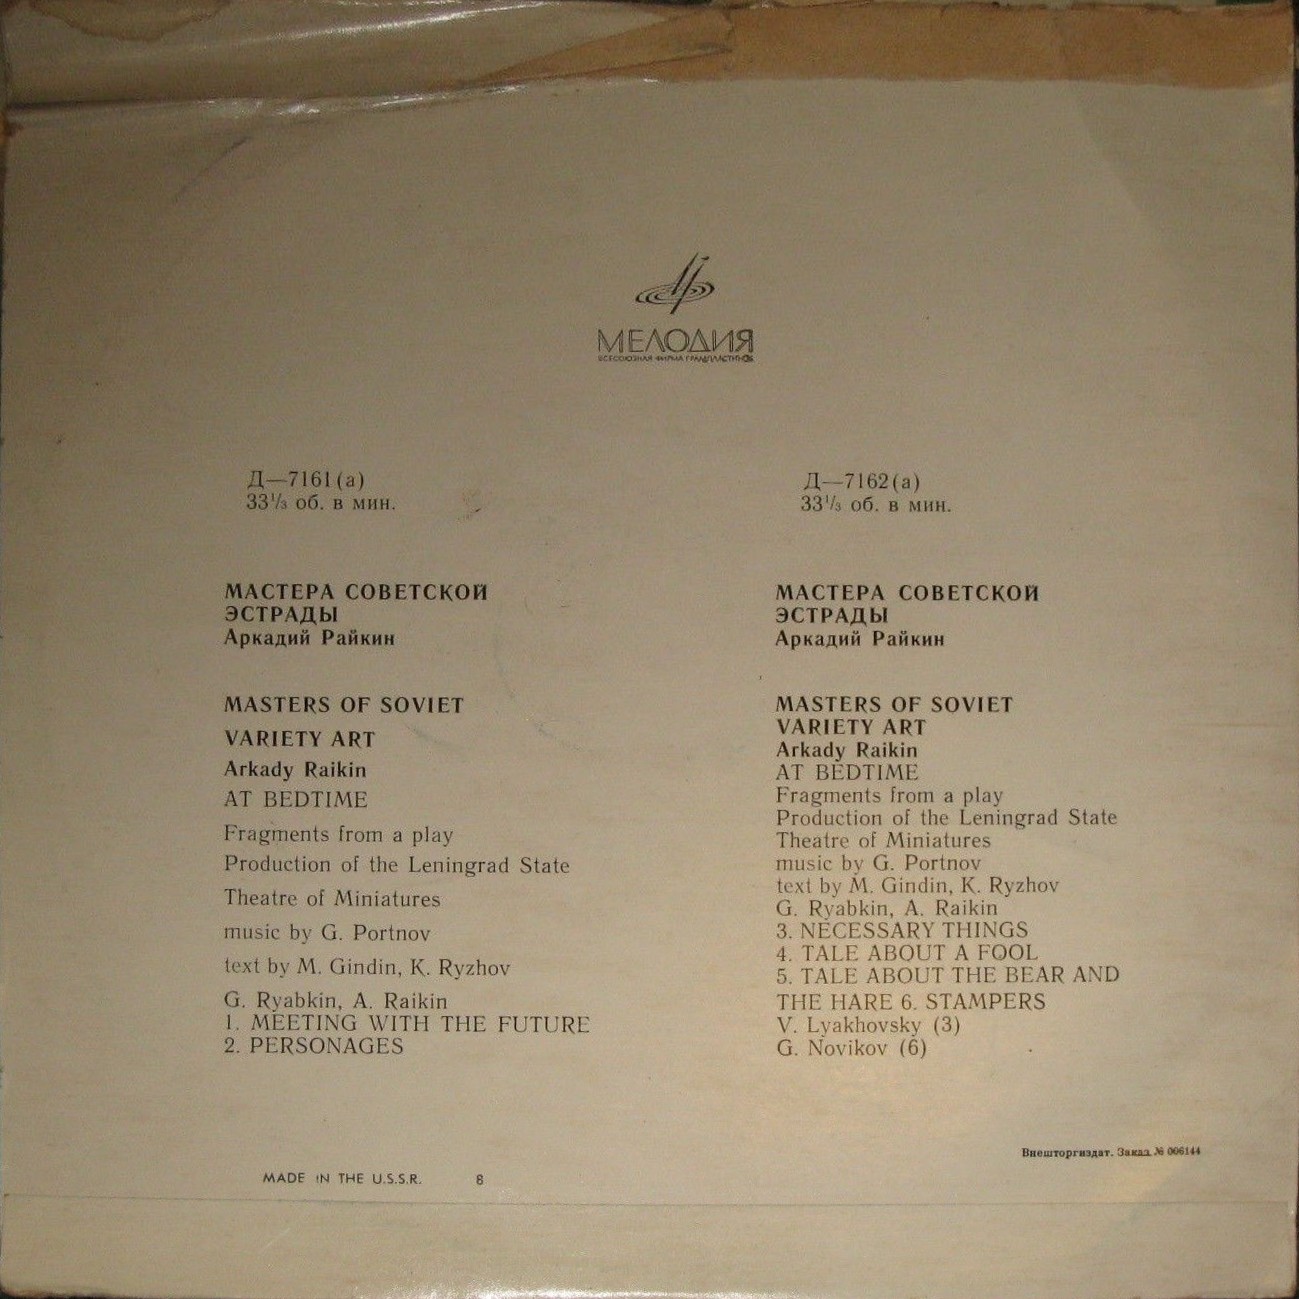 МЕЛОДИЯ
ВСЕСОЮЗНАЯ ФИРМА ГРАМПЛАСТИНОК
Д—7161(а)
33⅓ об. в мин.
МАСТЕРА СОВЕТСКОЙ
ЭСТРАДЫ
Аркадий Райкин
MASTERS OF SOVIET
VARIETY ART
Arkady Raikin
AT BEDTIME
Fragments from a play
Production of the Leningrad State
Theatre of Miniatures
music by G. Portnov
text by M. Gindin, K. Ryzhov
G. Ryabkin, A. Raikin
1. MEETING WITH THE FUTURE
2. PERSONAGES
Д—7162(а)
33⅓ об. в мин.
МАСТЕРА СОВЕТСКОЙ
ЭСТРАДЫ
Аркадий Райкин
MASTERS OF SOVIET
VARIETY ART
Arkady Raikin
AT BEDTIME
Fragments from a play
Production of the Leningrad State
Theatre of Miniatures
music by G. Portnov
text by M. Gindin, K. Ryzhov
G. Ryabkin, A. Raikin
3. NECESSARY THINGS
4. TALE ABOUT A FOOL
5. TALE ABOUT THE BEAR AND
THE HARE 6. STAMPERS
V. Lyakhovsky (3)
G. Novikov (6)
Внешторгиздат. Заказ № 006144
MADE IN THE U.S.S.R. 8